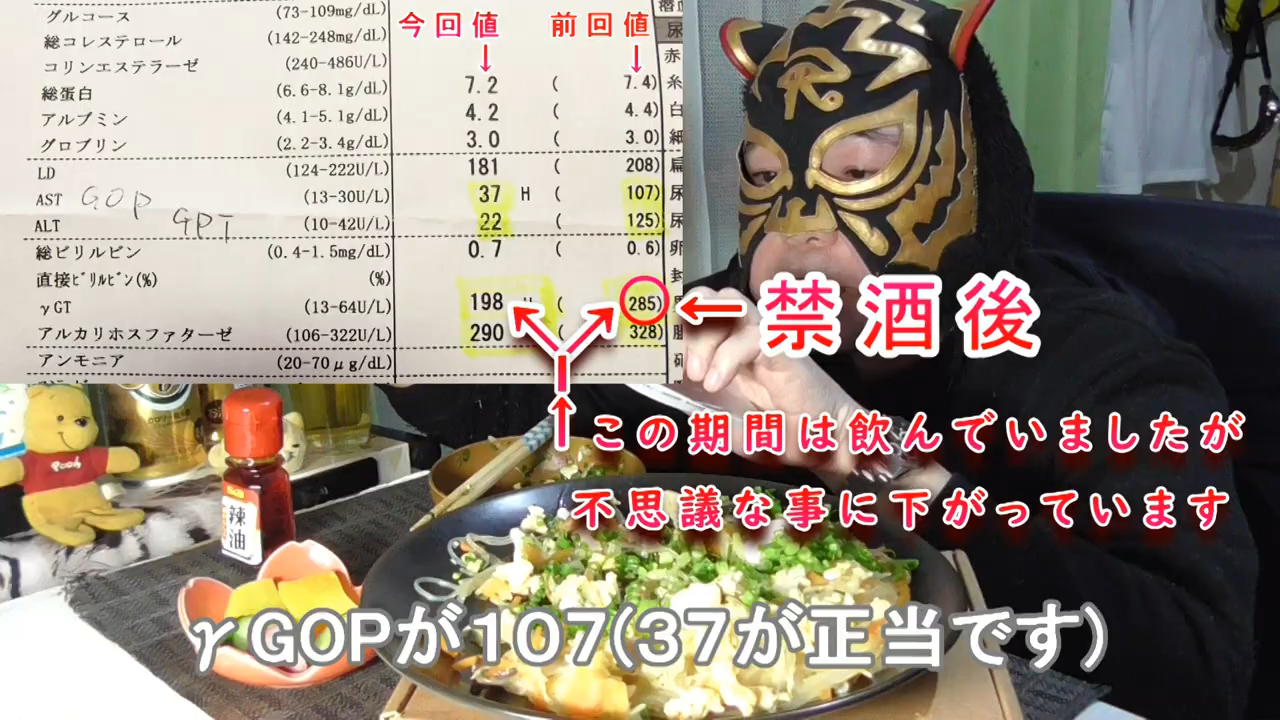 グルコース (73-109mg/dL) 今回値 前回値
総コレステロール (142-248mg/dL) ↓ ↓
コリンエステラーゼ (240-486U/L)
総蛋白 (6.6-8.1g/dL) 7.2 ( 7.4)
アルブミン (4.1-5.1g/dL) 4.2 ( 4.4)
グロブリン (2.2-3.4g/dL) 3.0 ( 3.0)
LD (124-222U/L) 181 ( 208)
AST GOP (13-30U/L) 37 H ( 107)
ALT GPT (10-42U/L) 22 ( 125)
総ビリルビン (0.4-1.5mg/dL) 0.7 ( 0.6)
直接ビリルビン(%) (%)
γGT (13-64U/L) 198 H ( 285)
アルカリホスファターゼ (106-322U/L) 290 ( 328)
アンモニア (20-70μg/dL)
尿
赤
糸
白
細
扁
尿
尿
卵
←禁酒後
この期間は飲んでいましたが
不思議な事に下がっています
Pooh
辣油
γGOPが107(37が正当です)